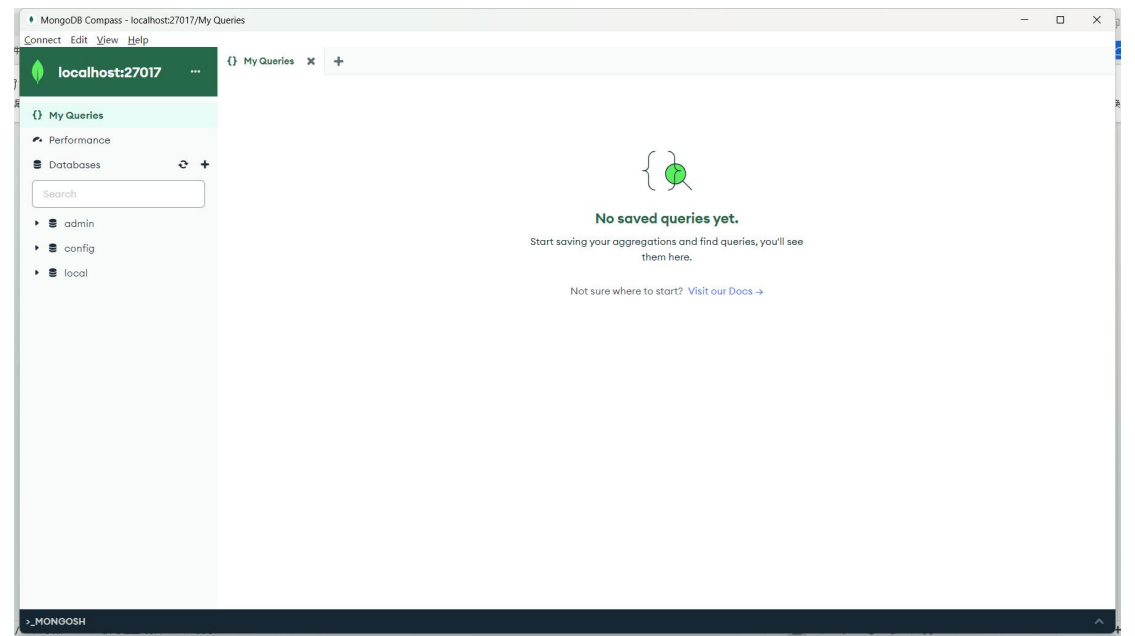 MongoDB Compass - localhost:27017/My Queries
Connect Edit View Help
localhost:27017 ...
{} My Queries
+
{} My Queries
Performance
Databases
Search
admin
config
local
No saved queries yet.
Start saving your aggregations and find queries, you'll see
them here.
Not sure where to start? Visit our Docs →
>_MONGOSH